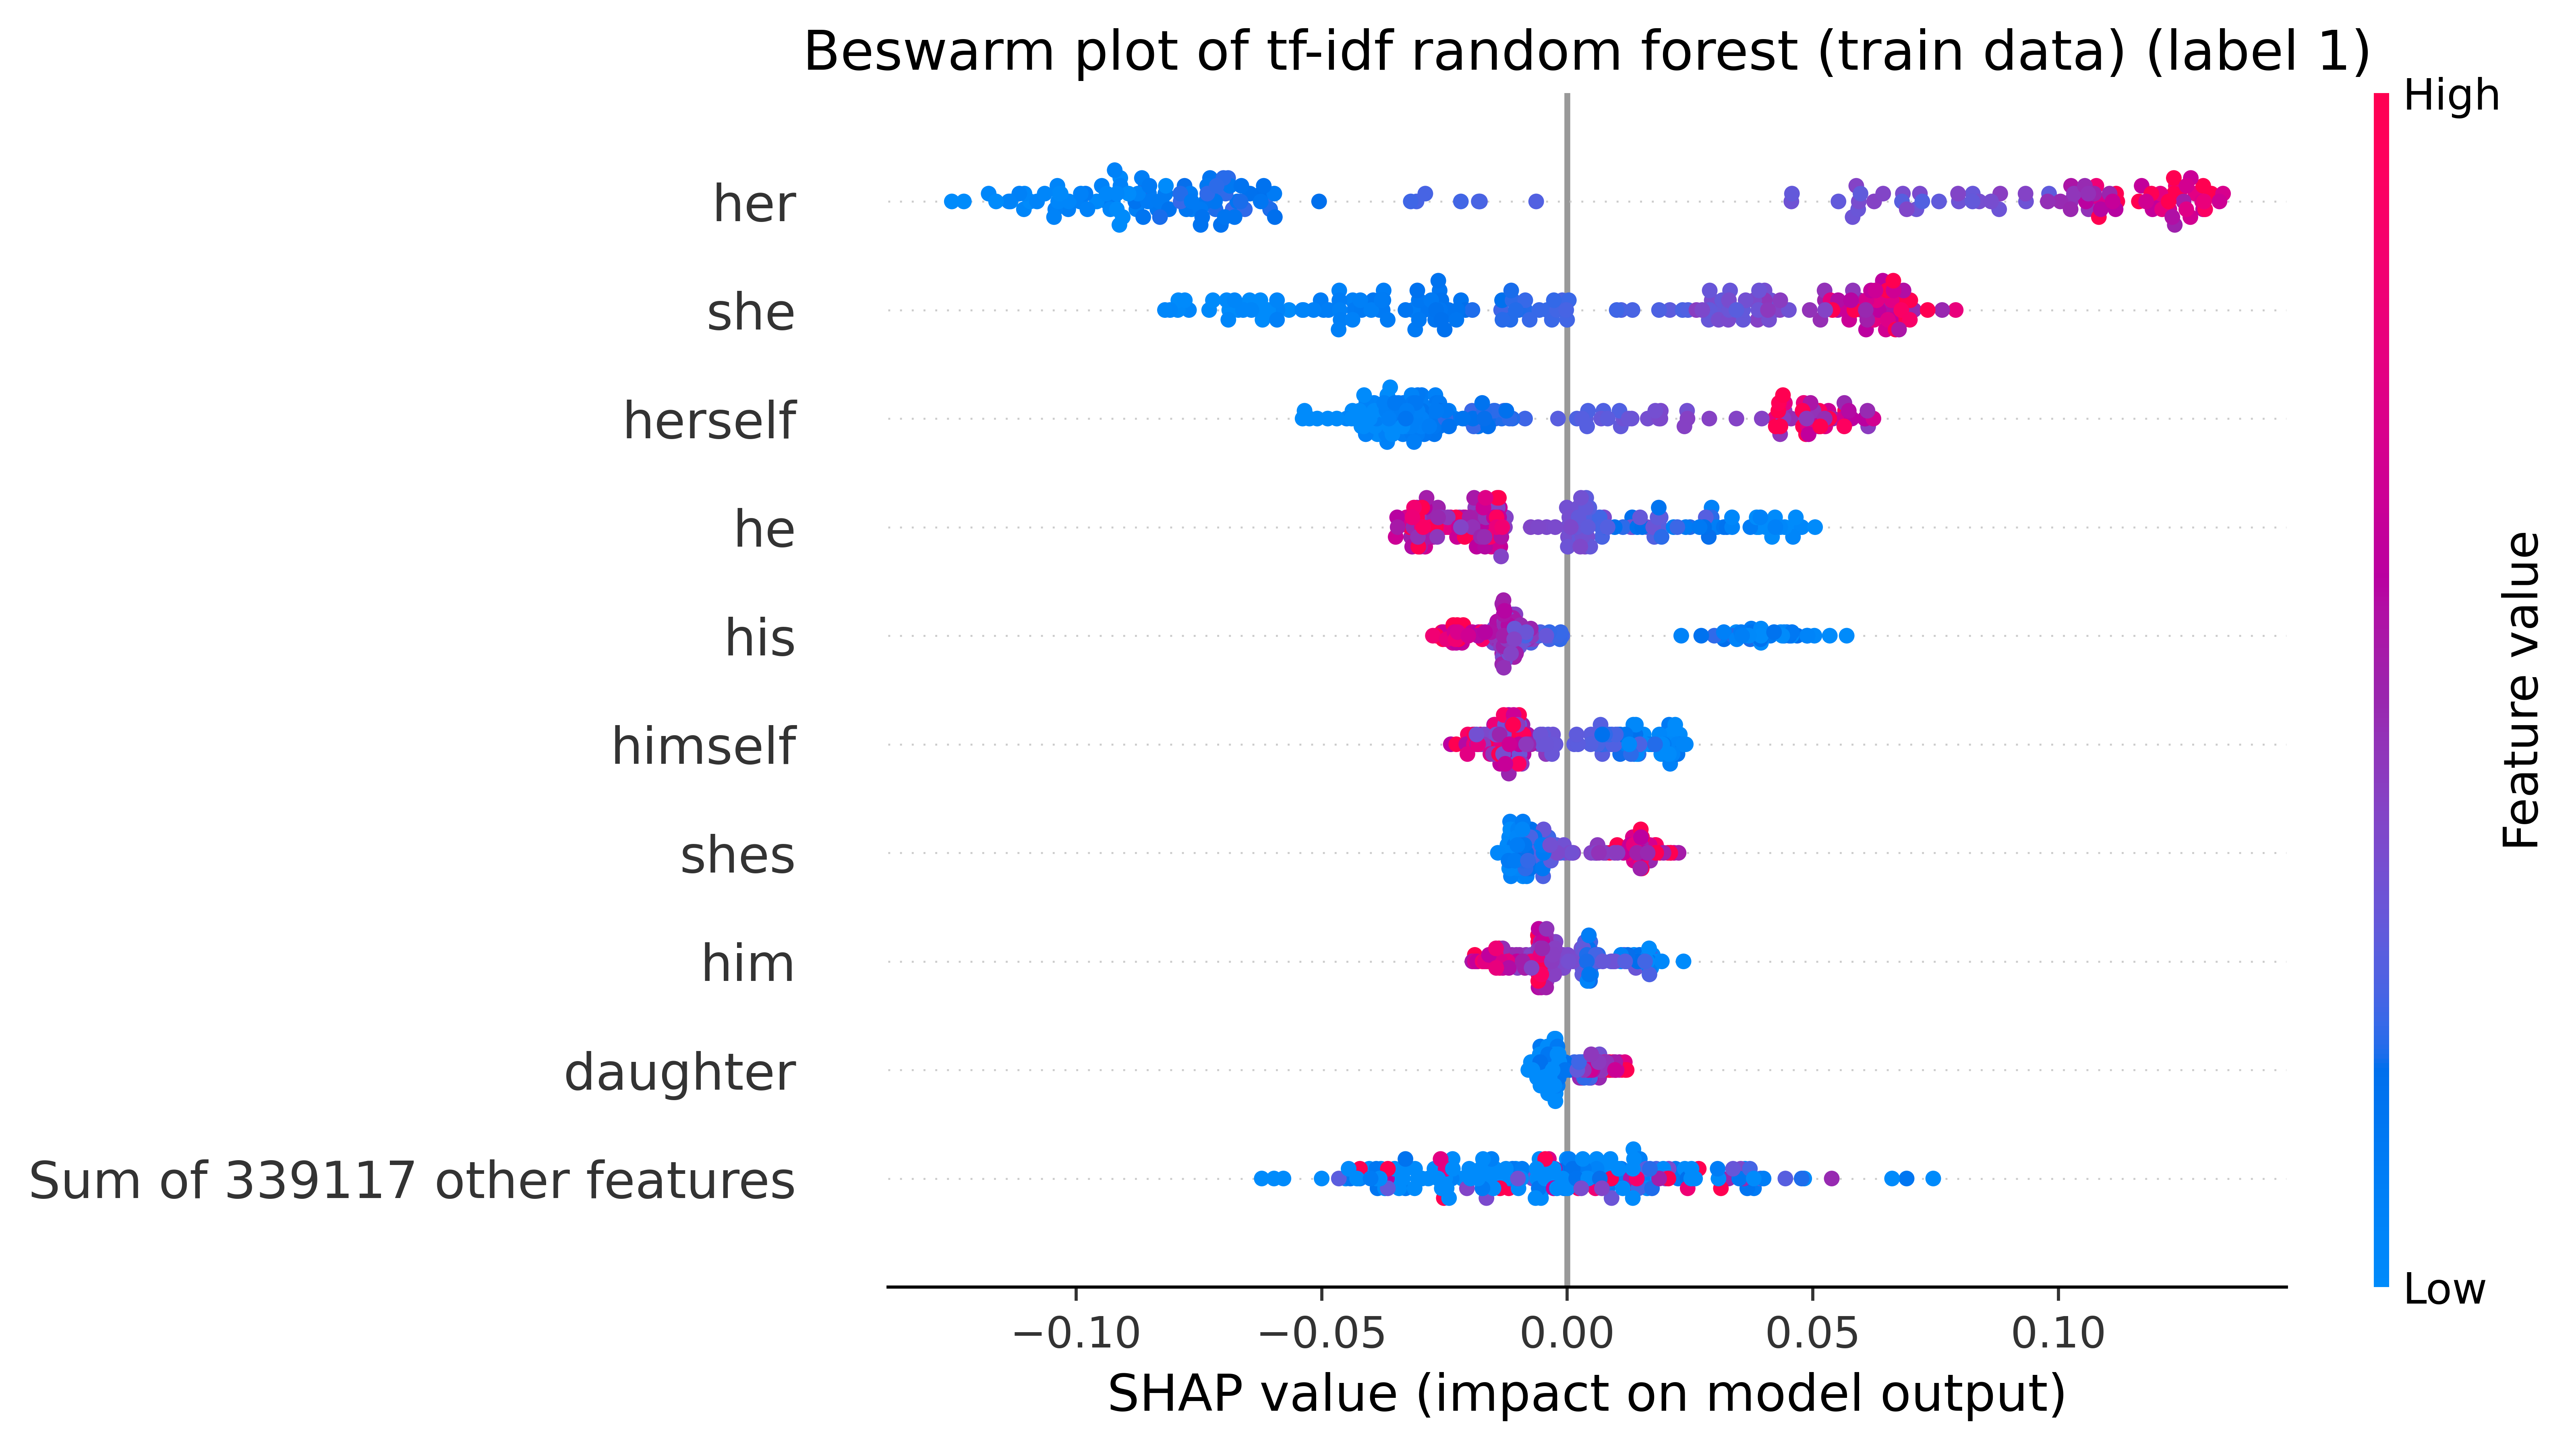 Beswarm plot of tf-idf random forest (train data) (label 1)
High
her
she
herself
he
his
himself
shes
him
daughter
Sum of 339117 other features
Feature value
Low
−0.10
−0.05
0.00
0.05
0.10
SHAP value (impact on model output)